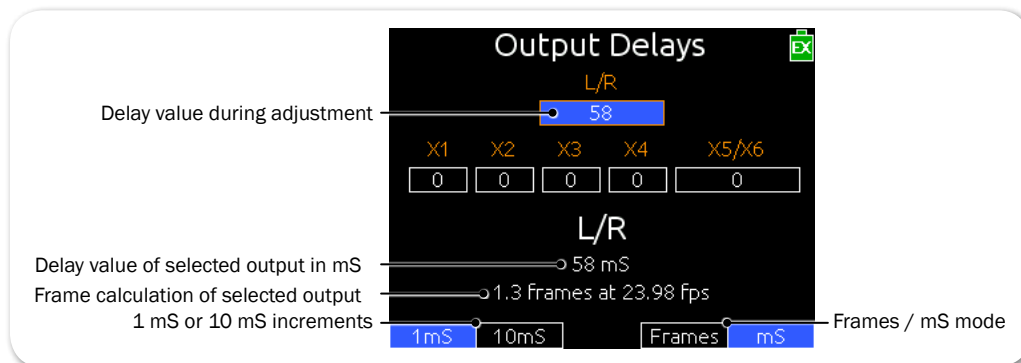 Output Delays
EX
L/R
Delay value during adjustment
58
X1 X2 X3 X4 X5/X6
0 0 0 0 0
L/R
Delay value of selected output in mS
58 mS
Frame calculation of selected output
1.3 frames at 23.98 fps
1 mS or 10 mS increments
Frames / mS mode
1mS 10mS Frames mS